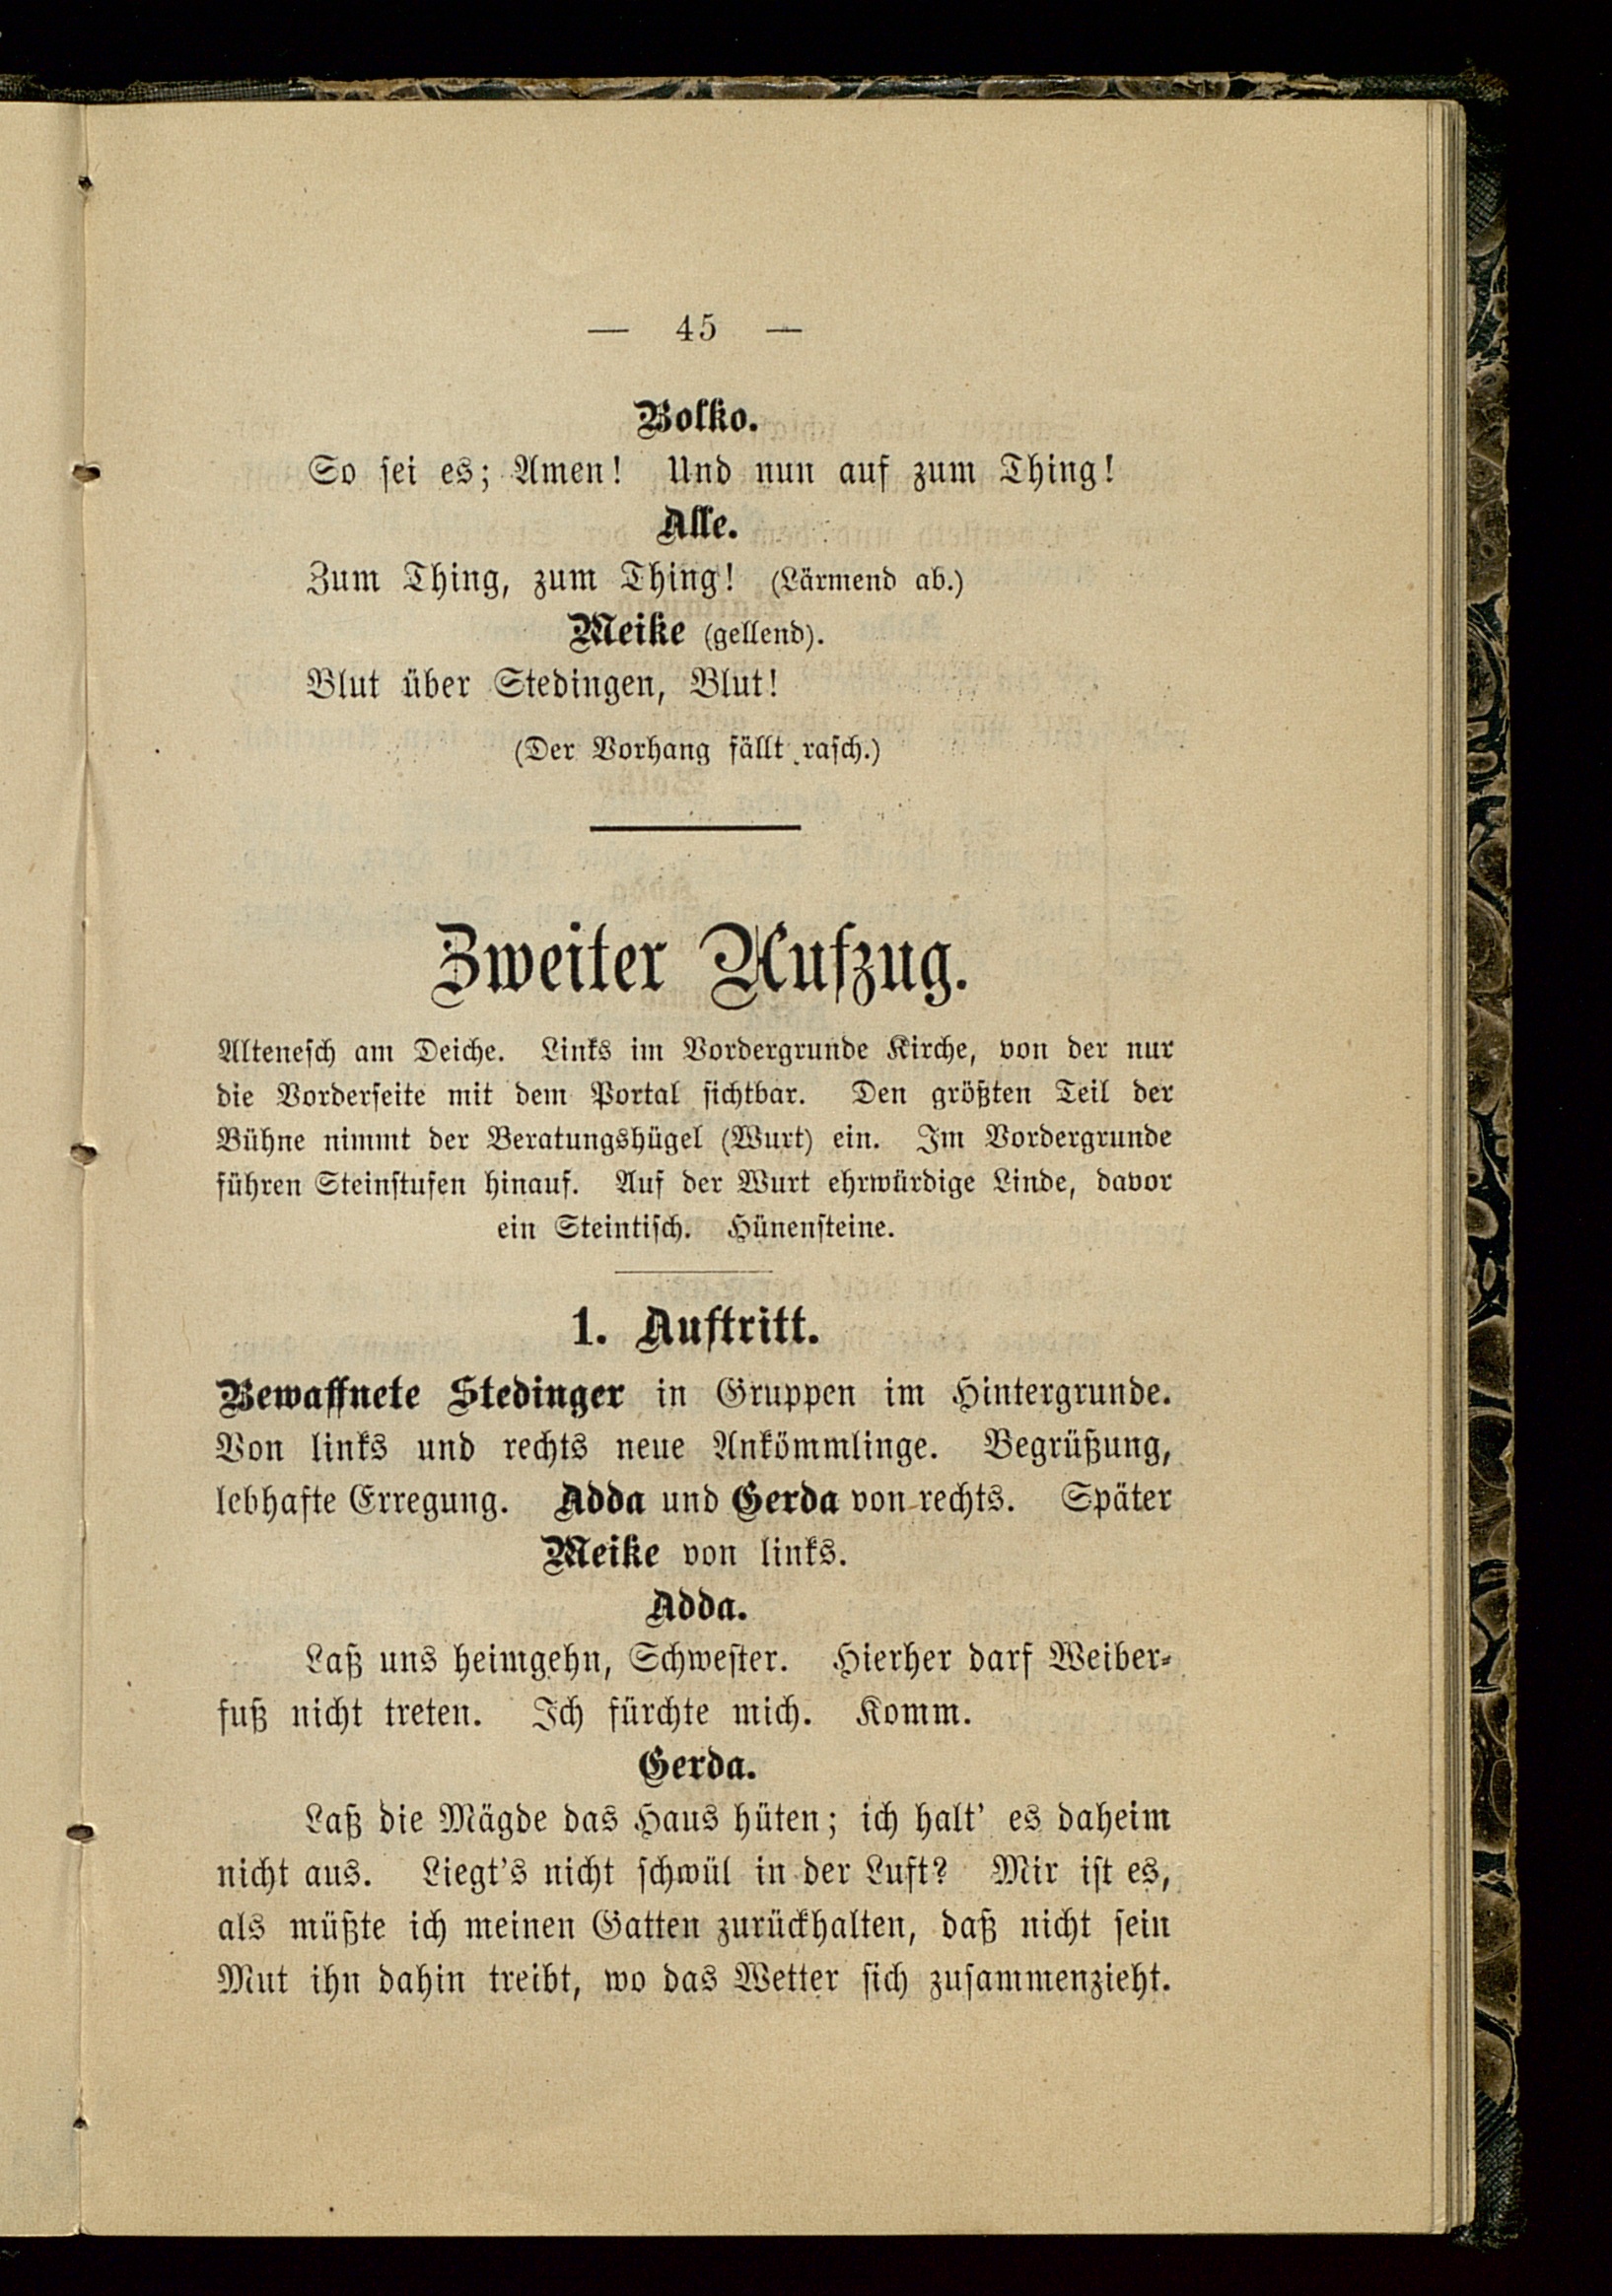 — 45 —
Bolko.
So sei es; Amen! Und nun auf zum Thing!
Alle.
Zum Thing, zum Thing! (Lärmend ab.)
Meike (gellend).
Blut über Stedingen, Blut!
(Der Vorhang fällt rasch.)
Zweiter Aufzug.
Altenesch am Deiche. Links im Vordergrunde Kirche, von der nur
die Vorderseite mit dem Portal sichtbar. Den größten Teil der
Bühne nimmt der Beratungshügel (Wurt) ein. Im Vordergrunde
führen Steinstufen hinauf. Auf der Wurt ehrwürdige Linde, davor
ein Steintisch. Hünensteine.
1. Auftritt.
Bewaffnete Stedinger in Gruppen im Hintergrunde.
Von links und rechts neue Ankömmlinge. Begrüßung,
lebhafte Erregung. Adda und Gerda von rechts. Später
Meike von links.
Adda.
Laß uns heimgehn, Schwester. Hierher darf Weiber-
fuß nicht treten. Ich fürchte mich. Komm.
Gerda.
Laß die Mägde das Haus hüten; ich halt' es daheim
nicht aus. Liegt's nicht schwül in der Luft? Mir ist es,
als müßte ich meinen Gatten zurückhalten, daß nicht sein
Mut ihn dahin treibt, wo das Wetter sich zusammenzieht.